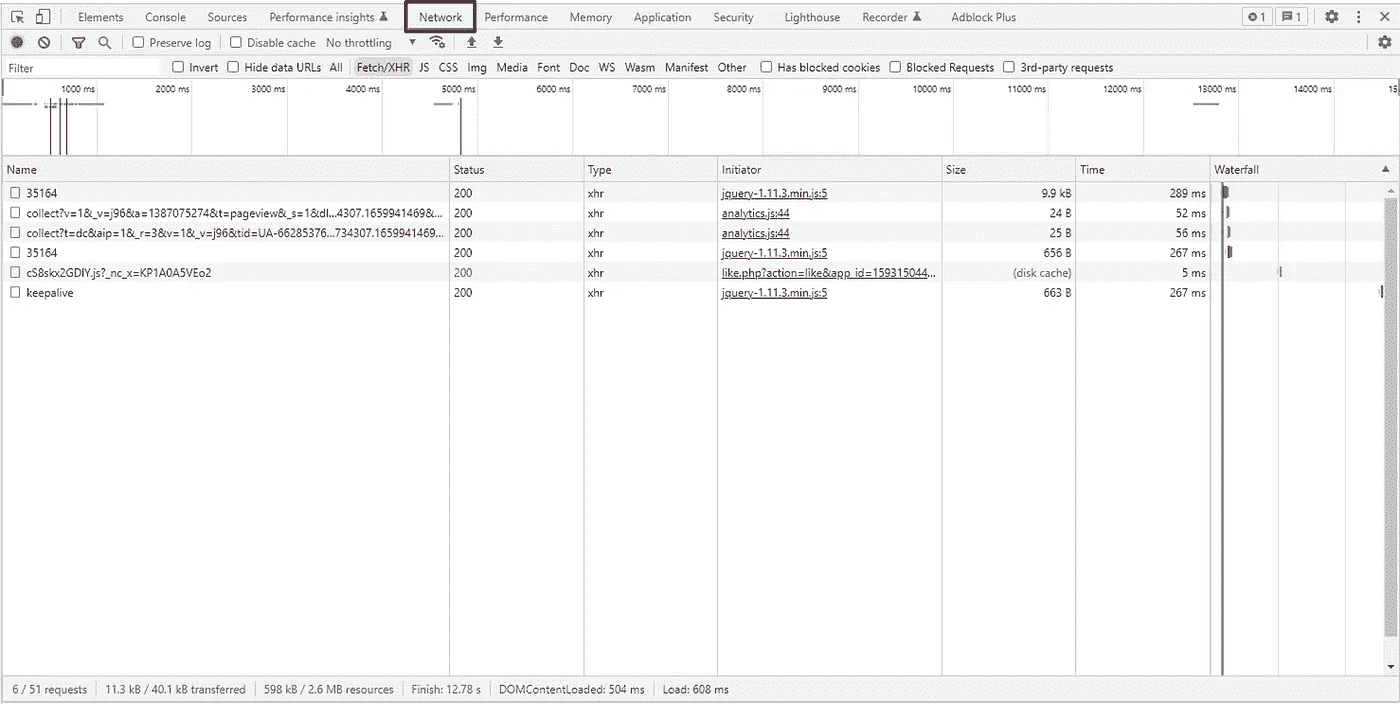 Elements Console Sources Performance insights Network Performance Memory Application Security Lighthouse Recorder Adblock Plus 1 1
Preserve log Disable cache No throttling
Filter Invert Hide data URLs All Fetch/XHR JS CSS Img Media Font Doc WS Wasm Manifest Other Has blocked cookies Blocked Requests 3rd-party requests
1000 ms 2000 ms 3000 ms 4000 ms 5000 ms 6000 ms 7000 ms 8000 ms 9000 ms 10000 ms 11000 ms 12000 ms 13000 ms 14000 ms 15
Name Status Type Initiator Size Time Waterfall
35164 200 xhr jquery-1.11.3.min.js:5 9.9 kB 289 ms
collect?v=1&_v=j96&a=1387075274&t=pageview&_s=1&dl...4307.1659941469&... 200 xhr analytics.js:44 24 B 52 ms
collect?t=dc&aip=1&_r=3&v=1&_v=j96&tid=UA-66285376...734307.1659941469... 200 xhr analytics.js:44 25 B 56 ms
35164 200 xhr jquery-1.11.3.min.js:5 656 B 267 ms
cS8skx2GDIY.js?_nc_x=KP1A0A5VEo2 200 xhr like.php?action=like&app_id=159315044... (disk cache) 5 ms
keepalive 200 xhr jquery-1.11.3.min.js:5 663 B 267 ms
6 / 51 requests 11.3 kB / 40.1 kB transferred 598 kB / 2.6 MB resources Finish: 12.78 s DOMContentLoaded: 504 ms Load: 608 ms